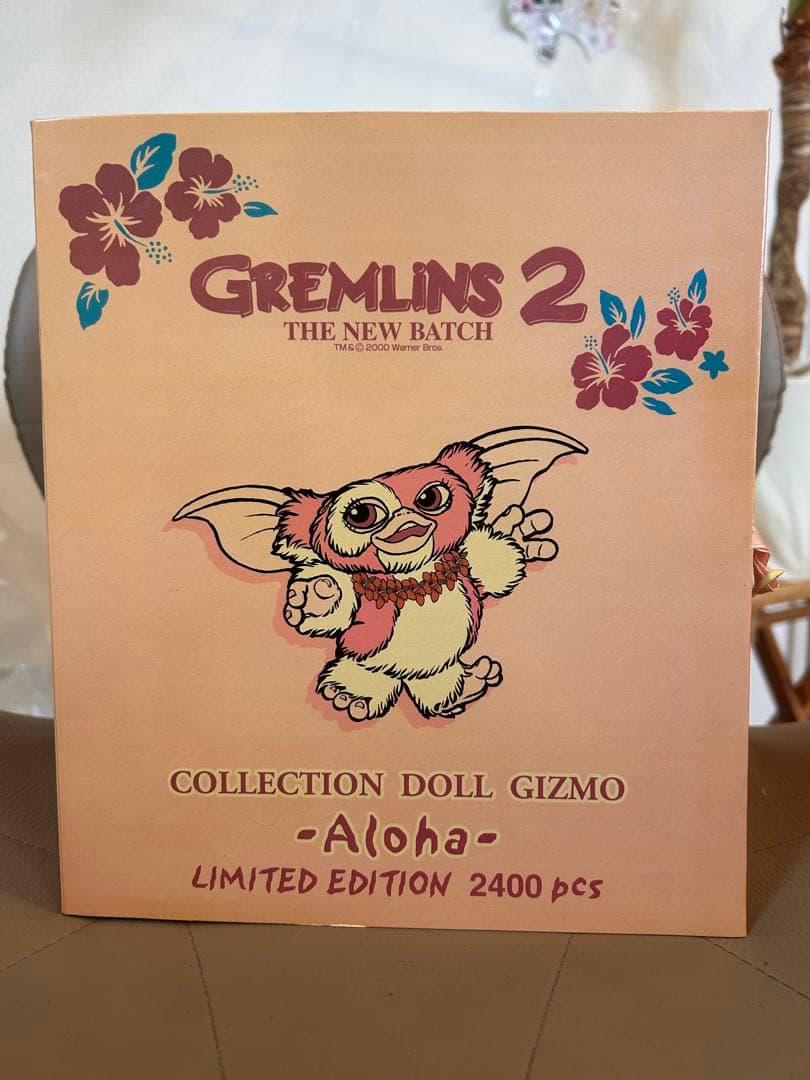 GREMLiNS 2
THE NEW BATCH
TM & © 2000 Warner Bros.
COLLECTION DOLL GIZMO
-Aloha-
LIMITED EDITION 2400 pcs